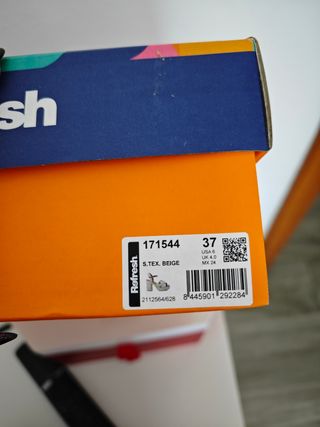 sh
171544
37
USA 6
UK 4.0
MX 24
S.TEX. BEIGE
Refresh
2112564/628
8 445901 292284